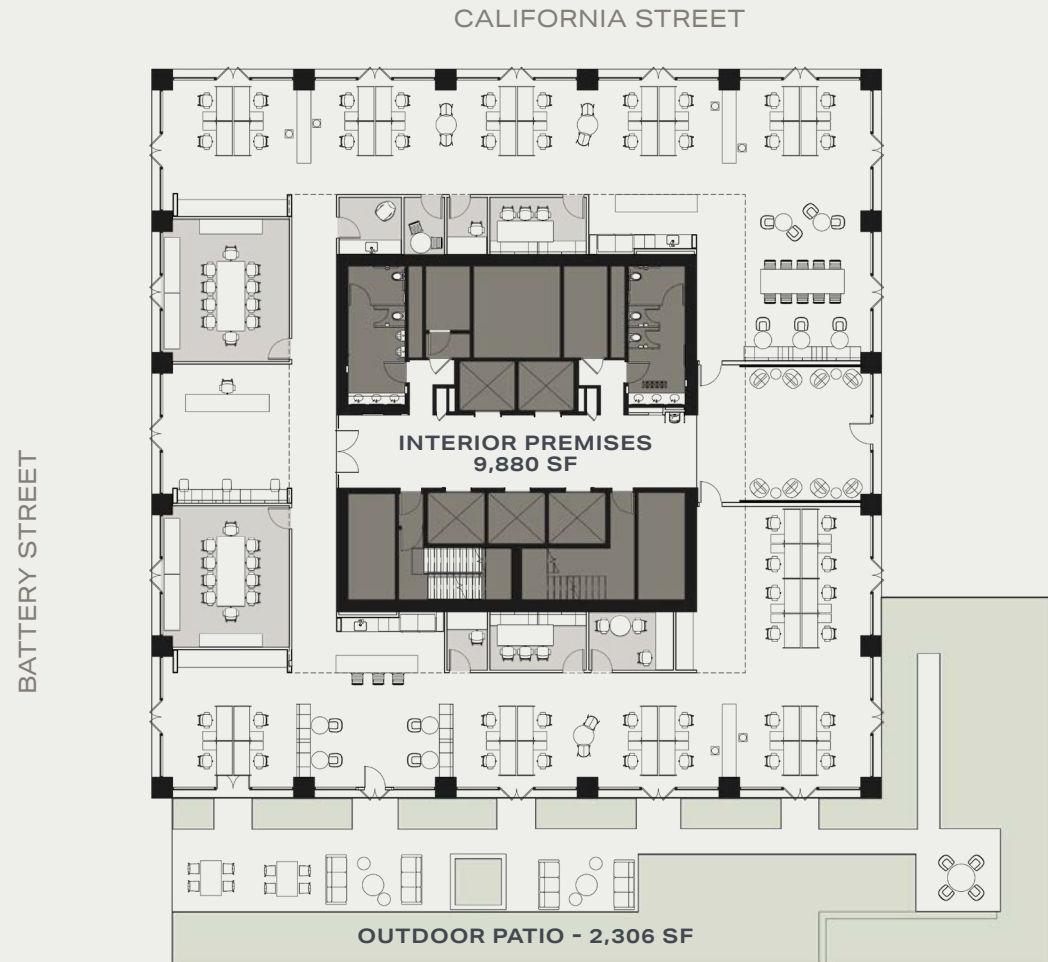 CALIFORNIA STREET
BATTERY STREET
INTERIOR PREMISES
9,880 SF
OUTDOOR PATIO - 2,306 SF